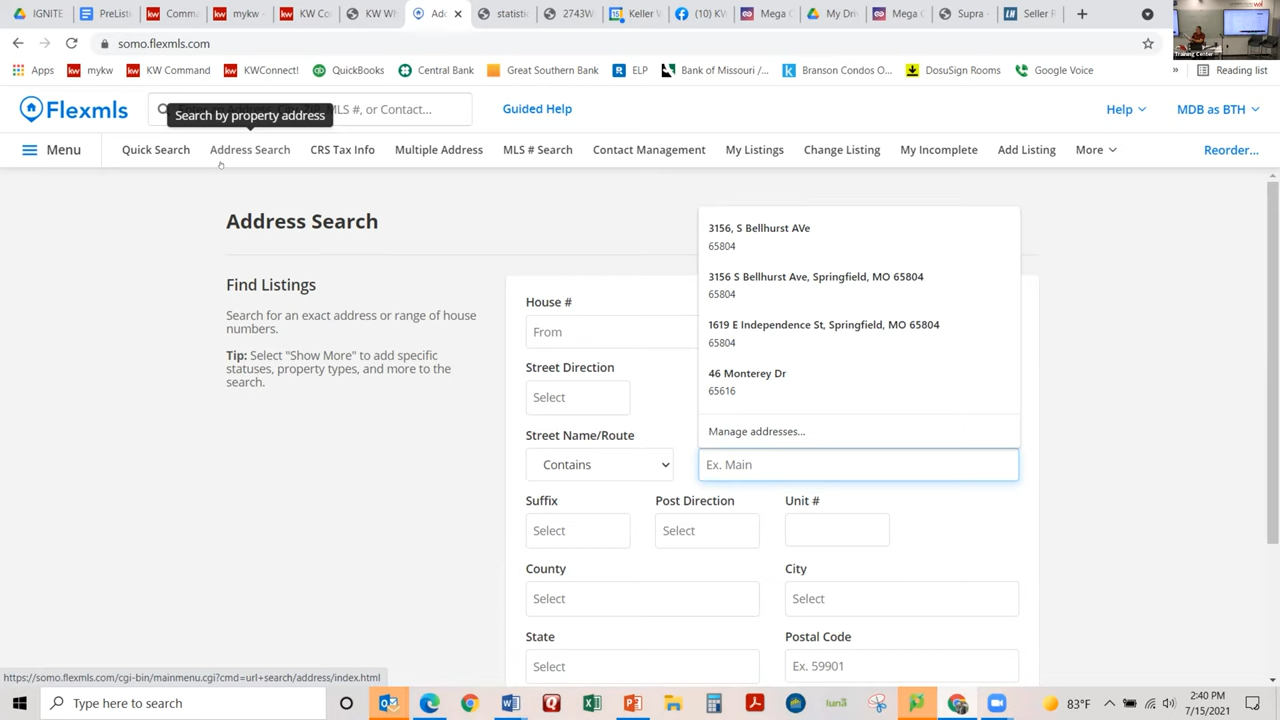 IGNITE
PreLis
Comma
mykw
KW Co
KW Wh
Add
statistic
2743W
Keller V
(10) KW
Mega C
My Driv
Mega C
Supra
Seller S
Training Center
somo.flexmls.com
Apps
mykw
KW Command
KWConnect!
QuickBooks
Central Bank
Great Southern Bank
ELP
Bank of Missouri /...
Branson Condos O...
DosuSign Rooms
Google Voice
»
Reading list
Flexmls
MLS #, or Contact...
Search by property address
Guided Help
Help
MDB as BTH
Menu
Quick Search
Address Search
CRS Tax Info
Multiple Address
MLS # Search
Contact Management
My Listings
Change Listing
My Incomplete
Add Listing
More
Reorder...
Address Search
Find Listings
Search for an exact address or range of house
numbers.
Tip: Select "Show More" to add specific
statuses, property types, and more to the
search.
House #
From
Street Direction
Select
3156, S Bellhurst AVe
65804
3156 S Bellhurst Ave, Springfield, MO 65804
65804
1619 E Independence St, Springfield, MO 65804
65804
46 Monterey Dr
65616
Manage addresses...
Street Name/Route
Contains
Ex. Main
Suffix
Post Direction
Unit #
Select
Select
County
City
Select
Select
State
Postal Code
Select
Ex. 59901
https://somo.flexmls.com/cgi-bin/mainmenu.cgi?cmd=url+search/address/index.html
Type here to search
luna
83°F
2:40 PM
7/15/2021